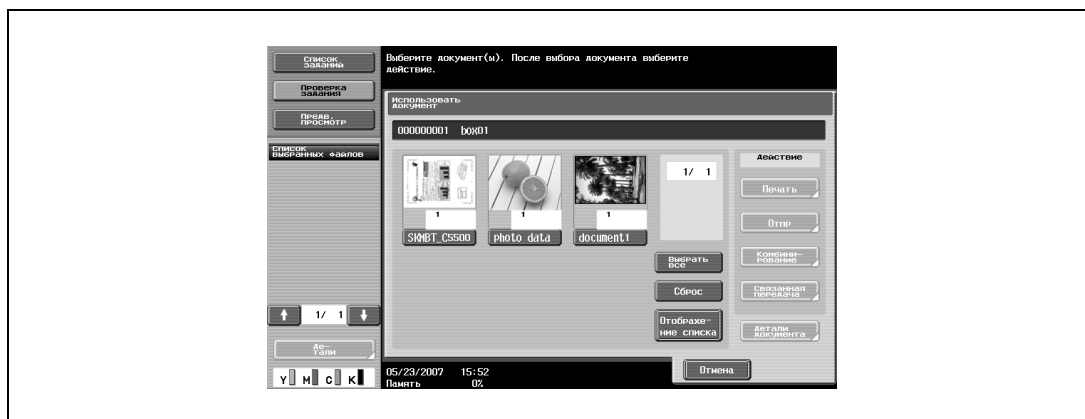 Список
заданий
Проверка
задания
Предв.
просмотр
Список
выбранных файлов
1/ 1
Де-
тали
Y M C K
Выберите документ(ы). После выбора документа выберите
действие.
Использовать
документ
000000001 box01
1
SKMBT_C5500
1
photo data
1
document1
1/ 1
Выбрать
все
Сброс
Отображе-
ние списка
Действие
Печать
Отпр
Комбини-
рование
Связанная
передача
Детали
документа
Отмена
05/23/2007 15:52
Память 0%